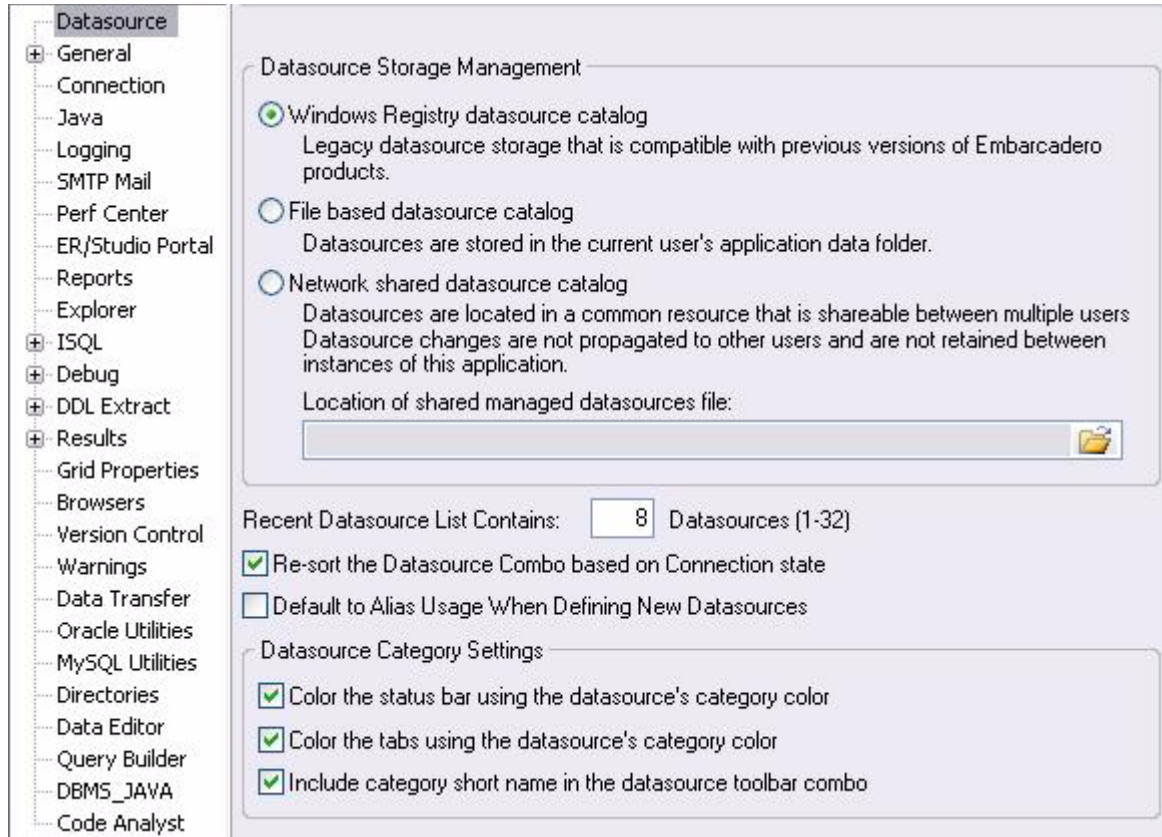 Datasource
General
Connection
Java
Logging
SMTP Mail
Perf Center
ER/Studio Portal
Reports
Explorer
ISQL
Debug
DDL Extract
Results
Grid Properties
Browsers
Version Control
Warnings
Data Transfer
Oracle Utilities
MySQL Utilities
Directories
Data Editor
Query Builder
DBMS_JAVA
Code Analyst
Datasource Storage Management
Windows Registry datasource catalog
Legacy datasource storage that is compatible with previous versions of Embarcadero
products.
File based datasource catalog
Datasources are stored in the current user's application data folder.
Network shared datasource catalog
Datasources are located in a common resource that is shareable between multiple users
Datasource changes are not propagated to other users and are not retained between
instances of this application.
Location of shared managed datasources file:
Recent Datasource List Contains: 8 Datasources (1-32)
Re-sort the Datasource Combo based on Connection state
Default to Alias Usage When Defining New Datasources
Datasource Category Settings
Color the status bar using the datasource's category color
Color the tabs using the datasource's category color
Include category short name in the datasource toolbar combo